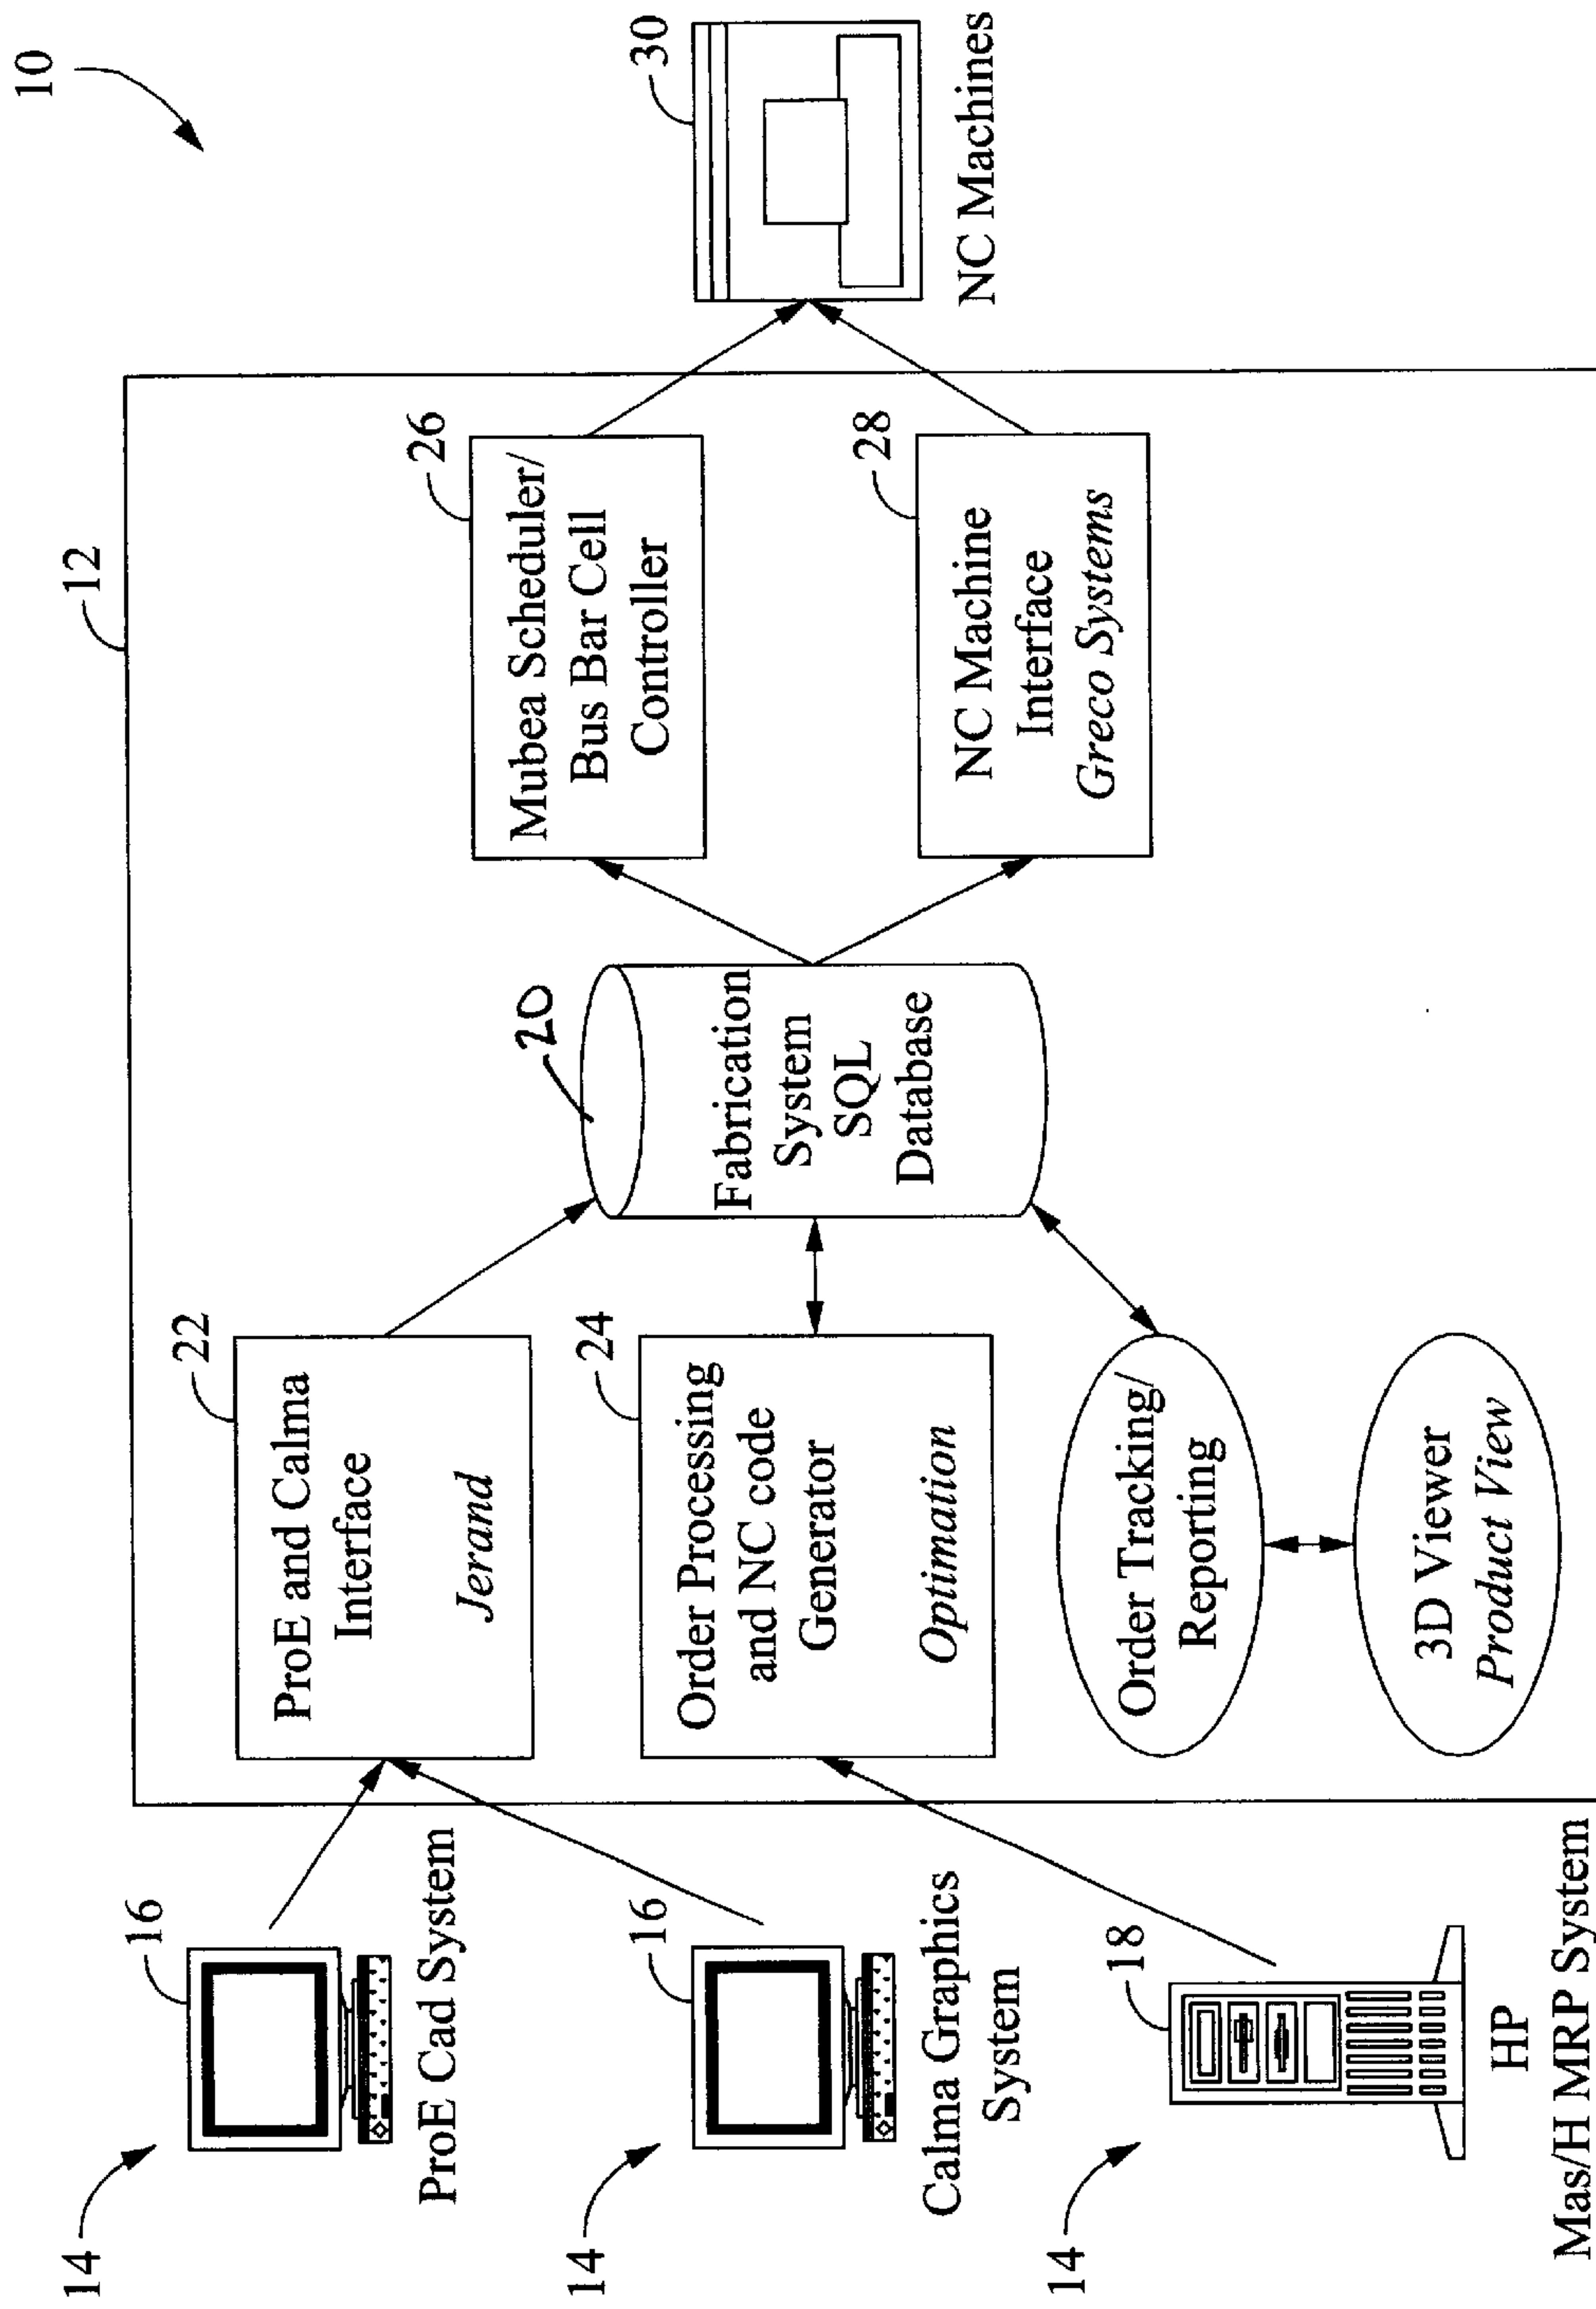 10
12
14
16
ProE Cad System
14
16
Calma Graphics
System
14
18
HP
Mas/H MRP System
22
ProE and Calma
Interface
Jerand
24
Order Processing
and NC code
Generator
Optimation
Order Tracking/
Reporting
3D Viewer
Product View
20
Fabrication
System
SQL
Database
26
Mubea Scheduler/
Bus Bar Cell
Controller
28
NC Machine
Interface
Greco Systems
30
NC Machines